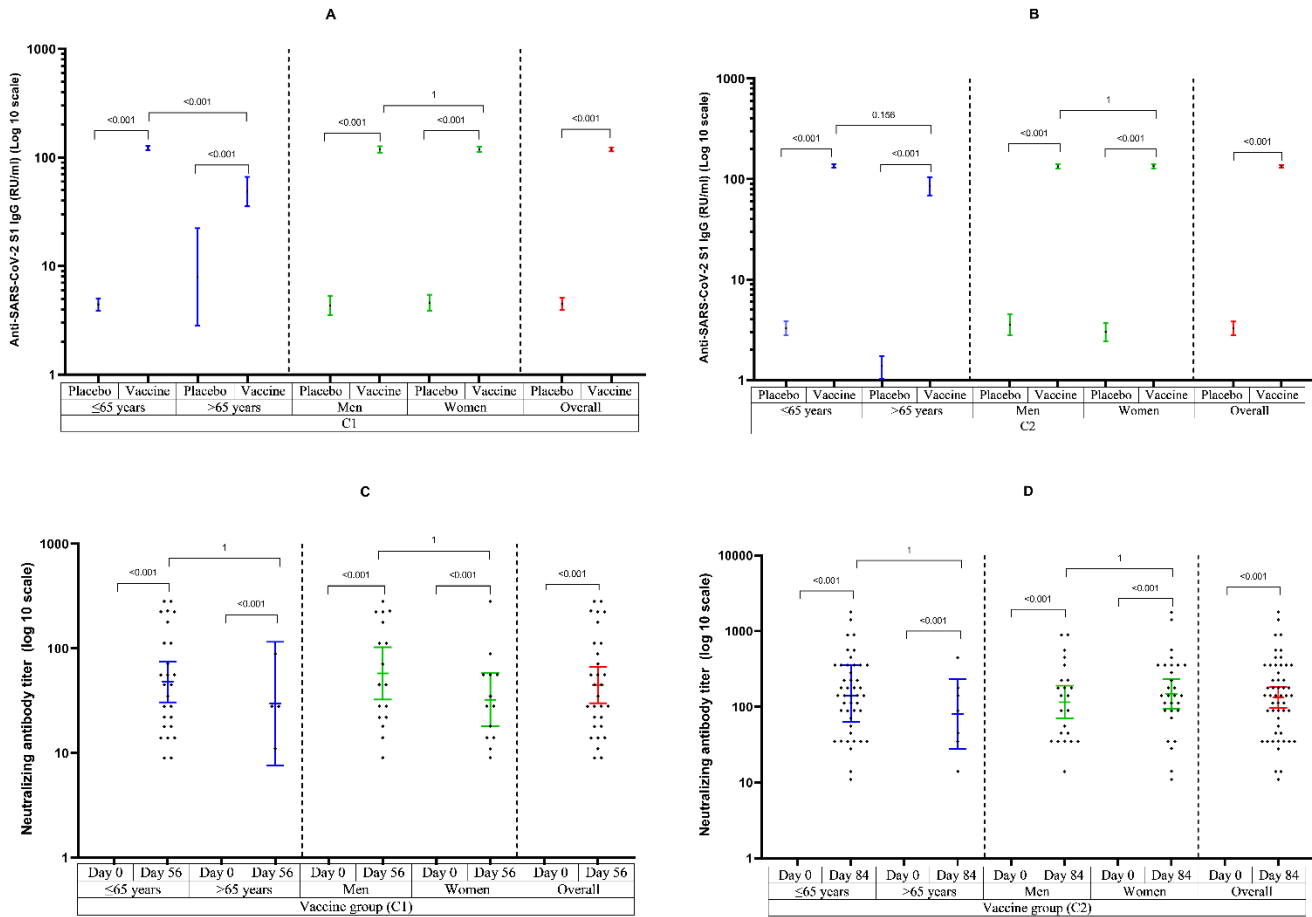 A
Anti-SARS-CoV-2 S1 IgG (RU/ml) (Log 10 scale)
1000
100
10
1
<0.001
<0.001
<0.001
1
<0.001
<0.001
<0.001
Placebo Vaccine Placebo Vaccine Placebo Vaccine Placebo Vaccine Placebo Vaccine
≤65 years >65 years Men Women Overall
C1
B
Anti-SARS-CoV-2 S1 IgG (RU/ml) (Log 10 scale)
1000
100
10
1
0.156
<0.001
<0.001
1
<0.001
<0.001
<0.001
Placebo Vaccine Placebo Vaccine Placebo Vaccine Placebo Vaccine Placebo Vaccine
≤65 years >65 years Men Women Overall
C2
C
Neutralizing antibody titer (log 10 scale)
1000
100
10
1
1
<0.001
<0.001
1
<0.001
<0.001
<0.001
Day 0 Day 56 Day 0 Day 56 Day 0 Day 56 Day 0 Day 56 Day 0 Day 56
≤65 years >65 years Men Women Overall
Vaccine group (C1)
D
Neutralizing antibody titer (log 10 scale)
10000
1000
100
10
1
1
<0.001
<0.001
1
<0.001
<0.001
<0.001
Day 0 Day 84 Day 0 Day 84 Day 0 Day 84 Day 0 Day 84 Day 0 Day 84
≤65 years >65 years Men Women Overall
Vaccine group (C2)